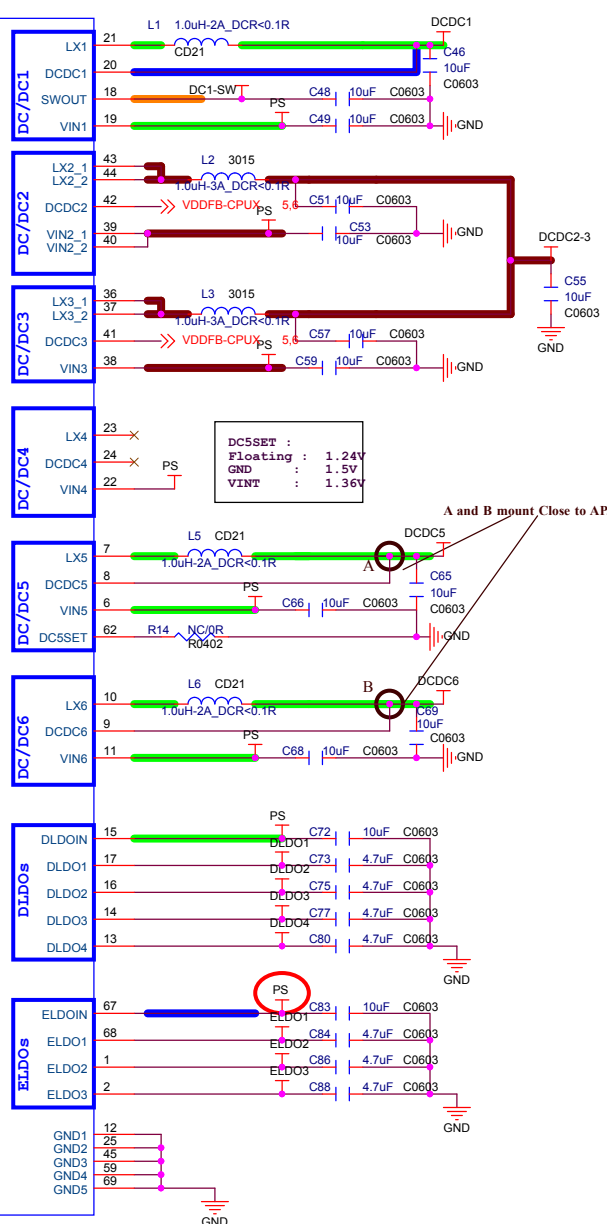 DCDC1
L1 1.0uH-2A_DCR<0.1R
LX1 21
CD21
C46
DCDC1 20
10uF
C0603
DC/DC1
SWOUT 18 DC1-SW C48 10uF C0603
PS
VIN1 19 C49 10uF C0603 GND
LX2_1 43
L2 3015
LX2_2 44
1.0uH-3A_DCR<0.1R
DC/DC2
DCDC2 42 VDDFB-CPUX 5,6 C51 10uF C0603
PS
VIN2_1 39 C53 GND
VIN2_2 40 10uF C0603
DCDC2-3
C55
10uF
C0603
GND
LX3_1 36
L3 3015
LX3_2 37
1.0uH-3A_DCR<0.1R
DC/DC3
DCDC3 41 VDDFB-CPUX 5,6 C57 10uF C0603
PS
VIN3 38 C59 10uF C0603 GND
LX4 23
DC/DC4
DCDC4 24
PS
VIN4 22
DC5SET :
Floating : 1.24V
GND : 1.5V
VINT : 1.36V
A and B mount Close to AP
DCDC5
L5 CD21
LX5 7
1.0uH-2A_DCR<0.1R
A
DC/DC5
DCDC5 8
C65
10uF
C0603
PS
VIN5 6 C66 10uF C0603
DC5SET 62 R14 NC/0R
R0402
GND
DCDC6
L6 CD21
B
LX6 10
1.0uH-2A_DCR<0.1R
C69
10uF
C0603
DC/DC6
DCDC6 9
PS
VIN6 11 C68 10uF C0603 GND
PS
DLDOIN 15 C72 10uF C0603
DLDO1
DLDO1 17 C73 4.7uF C0603
DLDOs
DLDO2
DLDO2 16 C75 4.7uF C0603
DLDO3
DLDO3 14 C77 4.7uF C0603
DLDO4
DLDO4 13 C80 4.7uF C0603
GND
PS
ELDOIN 67 C83 10uF C0603
ELDO1
ELDO1 68 C84 4.7uF C0603
ELDOs
ELDO2
ELDO2 1 C86 4.7uF C0603
ELDO3
ELDO3 2 C88 4.7uF C0603
GND
GND1 12
GND2 25
GND3 45
GND4 59
GND5 69
GND